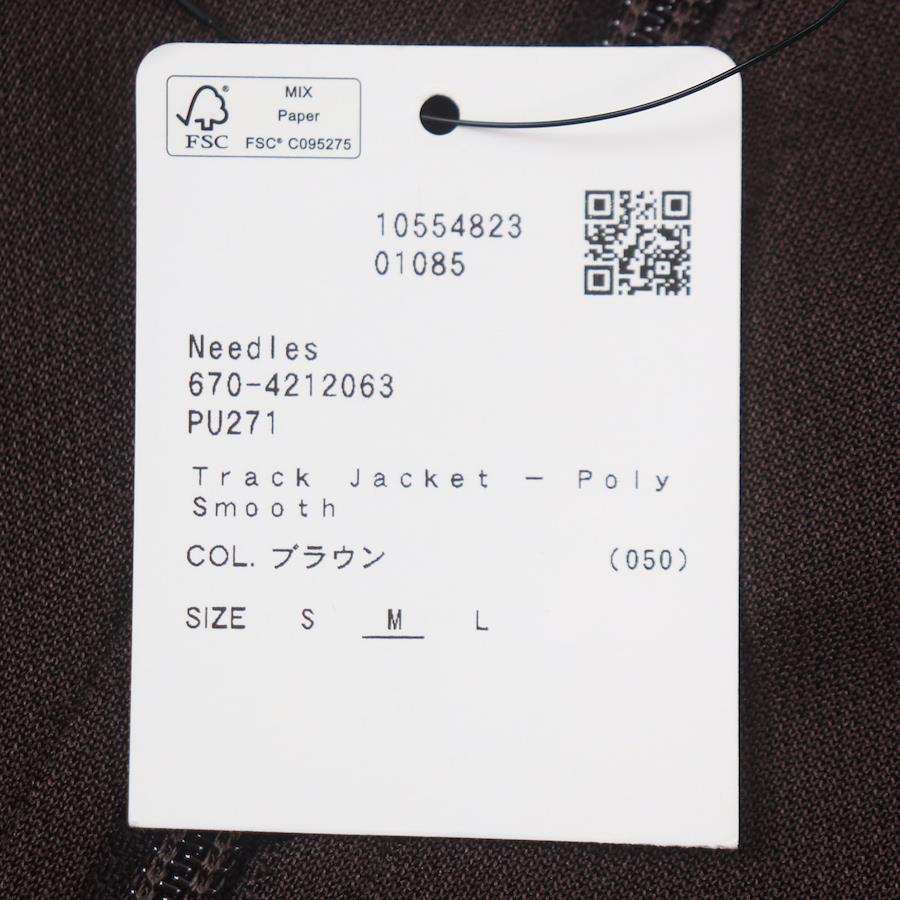 MIX
Paper
FSC® C095275
FSC
10554823
01085
Needles
670-4212063
PU271
Track Jacket - Poly
Smooth
COL. ブラウン (050)
SIZE S M L